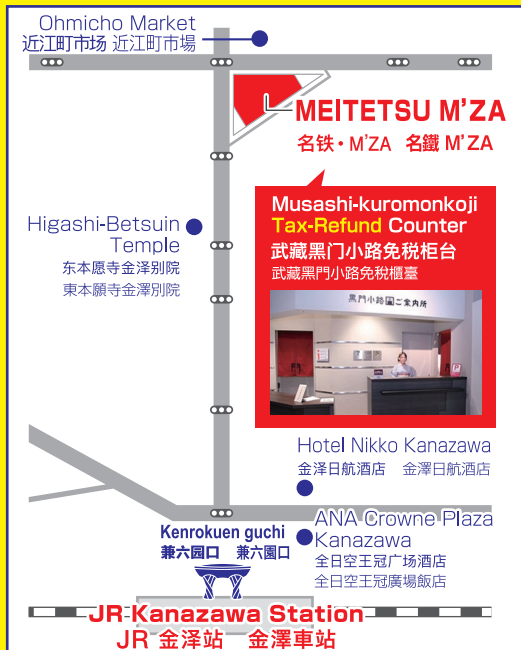 Ohmicho Market
近江町市场 近江町市場
MEITETSU M'ZA
名铁・M'ZA 名鐵 M'ZA
Musashi-kuromonkoji
Tax-Refund Counter
武藏黑门小路免税柜台
武藏黑門小路免稅櫃臺
黒門小路 ご案内所
Higashi-Betsuin
Temple
东本愿寺金泽别院
東本願寺金澤別院
Hotel Nikko Kanazawa
金泽日航酒店 金澤日航酒店
ANA Crowne Plaza
Kanazawa
全日空王冠广场酒店
全日空王冠廣場飯店
Kenrokuen guchi
兼六园口 兼六園口
JR Kanazawa Station
JR 金泽站 金澤車站